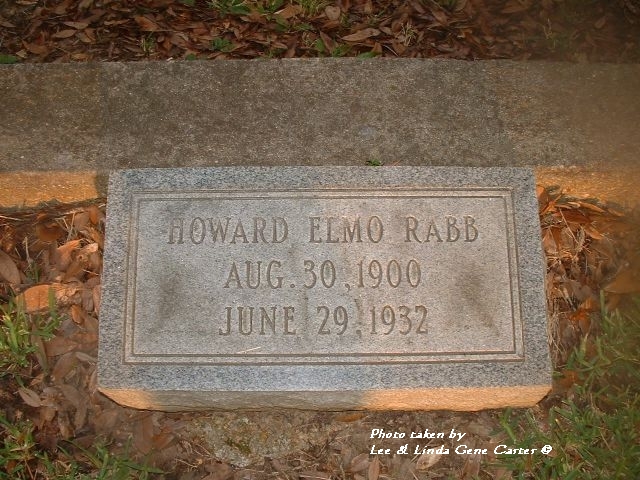 HOWARD ELMO RABB
AUG. 30, 1900
JUNE 29, 1932
Photo taken by
Lee & Linda Gene Carter ©